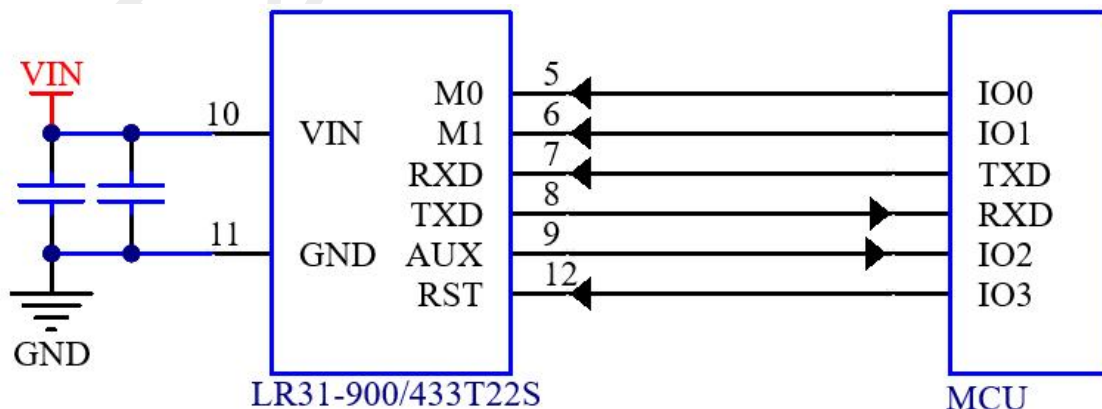 VIN
10
VIN
11
GND
GND
M0
M1
RXD
TXD
AUX
RST
5
6
7
8
9
12
IO0
IO1
TXD
RXD
IO2
IO3
LR31-900/433T22S
MCU